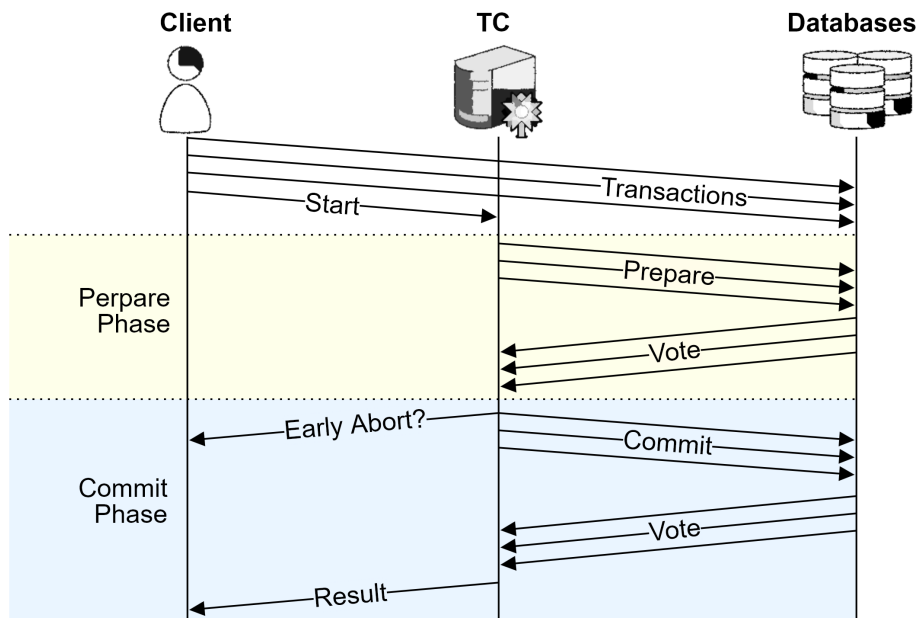 Client
TC
Databases
Transactions
Start
Prepare
Perpare
Phase
Vote
Early Abort?
Commit
Commit
Phase
Vote
Result